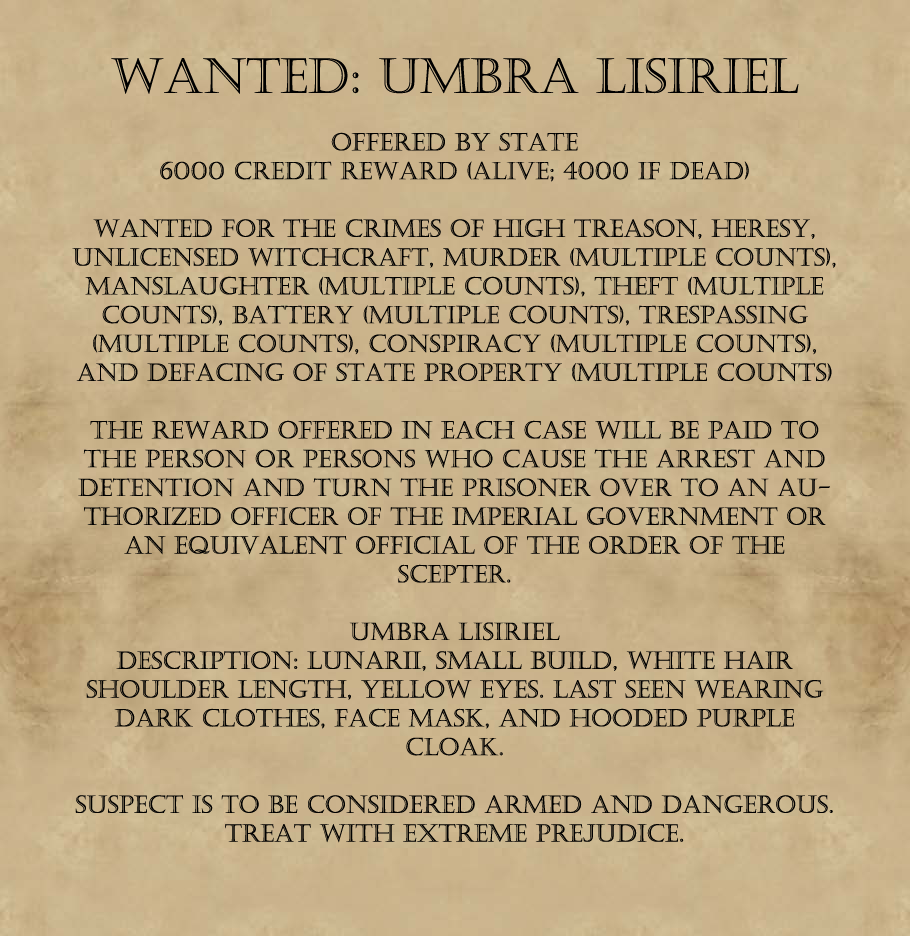 WANTED: UMBRA LISIRIEL
OFFERED BY STATE
6000 CREDIT REWARD (ALIVE; 4000 IF DEAD)
WANTED FOR THE CRIMES OF HIGH TREASON, HERESY,
UNLICENSED WITCHCRAFT, MURDER (MULTIPLE COUNTS),
MANSLAUGHTER (MULTIPLE COUNTS), THEFT (MULTIPLE
COUNTS), BATTERY (MULTIPLE COUNTS), TRESPASSING
(MULTIPLE COUNTS), CONSPIRACY (MULTIPLE COUNTS),
AND DEFACING OF STATE PROPERTY (MULTIPLE COUNTS)
THE REWARD OFFERED IN EACH CASE WILL BE PAID TO
THE PERSON OR PERSONS WHO CAUSE THE ARREST AND
DETENTION AND TURN THE PRISONER OVER TO AN AU-
THORIZED OFFICER OF THE IMPERIAL GOVERNMENT OR
AN EQUIVALENT OFFICIAL OF THE ORDER OF THE
SCEPTER.
UMBRA LISIRIEL
DESCRIPTION: LUNARII, SMALL BUILD, WHITE HAIR
SHOULDER LENGTH, YELLOW EYES. LAST SEEN WEARING
DARK CLOTHES, FACE MASK, AND HOODED PURPLE
CLOAK.
SUSPECT IS TO BE CONSIDERED ARMED AND DANGEROUS.
TREAT WITH EXTREME PREJUDICE.